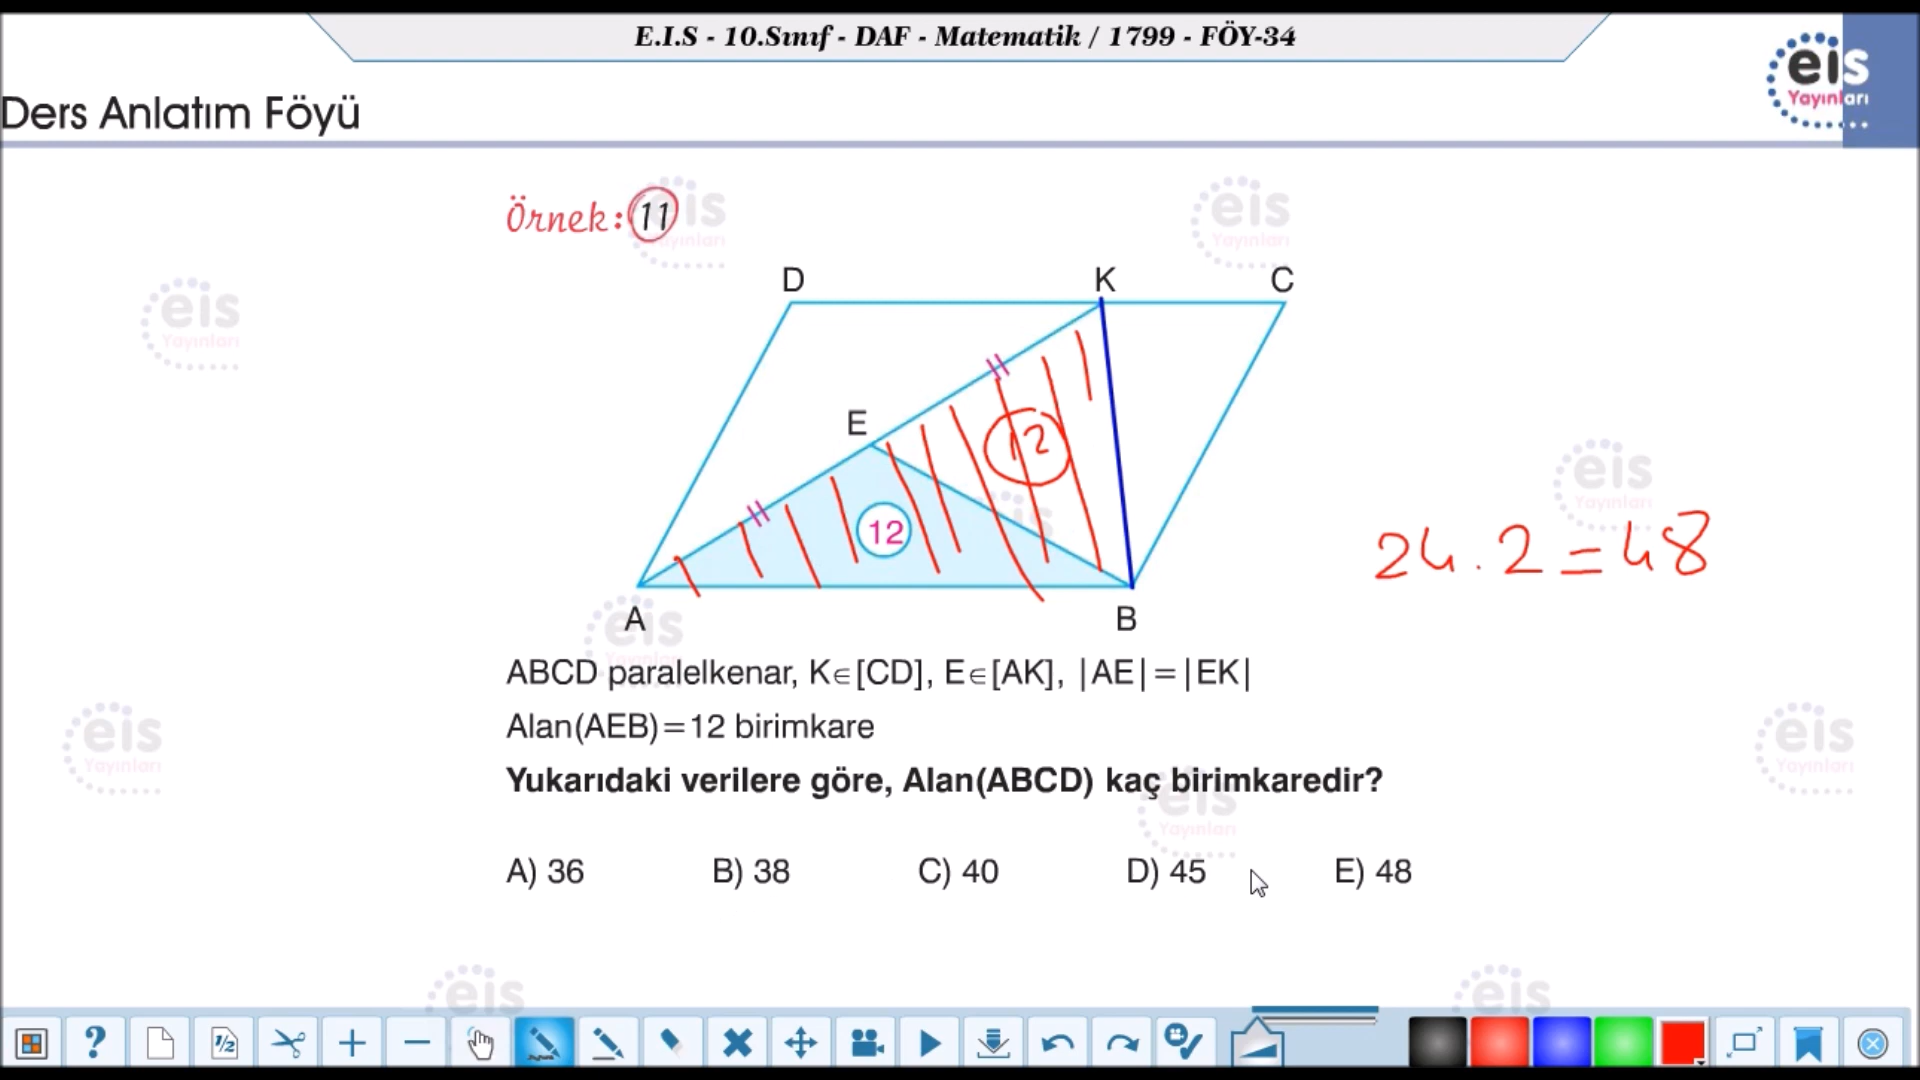 E.I.S - 10.Sınıf - DAF - Matematik / 1799 - FÖY-34
eis
Yayınları
Ders Anlatım Föyü
Örnek: 11
D
K
C
E
12
12
24.2=48
A
B
ABCD paralelkenar, K∈[CD], E∈[AK], |AE|=|EK|
Alan(AEB)=12 birimkare
Yukarıdaki verilere göre, Alan(ABCD) kaç birimkaredir?
A) 36 B) 38 C) 40 D) 45 E) 48
? 1/2